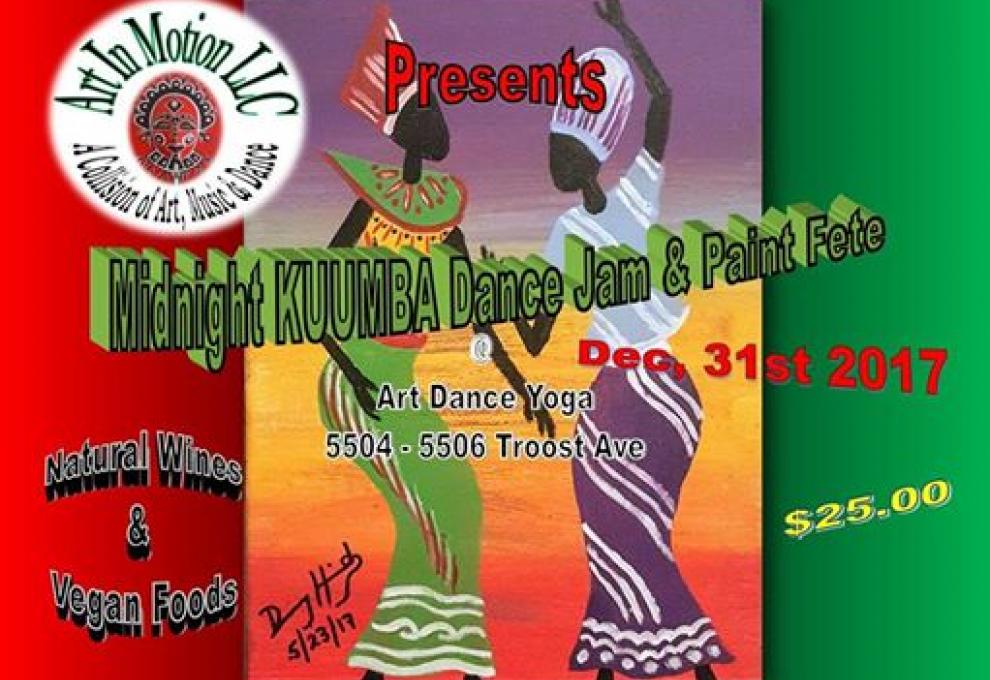 Art In Motion LLC
A Collision of Art, Music & Dance
Presents
Midnight KUUMBA Dance Jam & Paint Fete
@
Dec, 31st 2017
Art Dance Yoga
5504 - 5506 Troost Ave
Natural Wines
&
Vegan Foods
$25.00
5/23/17